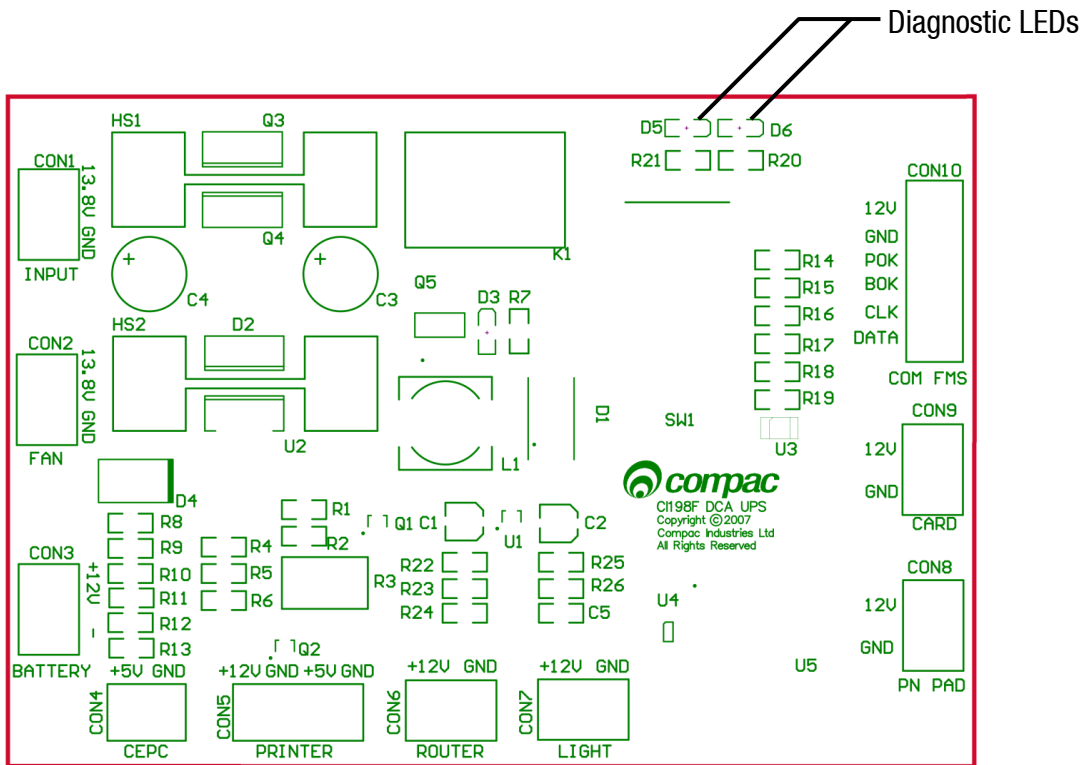 Diagnostic LEDs
HS1
Q3
D5
D6
R21
R20
CON1
13.8V GND
INPUT
Q4
K1
C4
C3
CON10
12V
GND
POK
BOK
CLK
DATA
COM FMS
R14
R15
R16
R17
R18
R19
U3
Q5
D3
R7
HS2
D2
CON2
13.8V GND
FAN
U2
L1
D1
SW1
CON9
12V
GND
CARD
compac
CI198F DCA UPS
Copyright ©2007
Compac Industries Ltd
All Rights Reserved
D4
R8
R9
R10
R11
R12
R13
R1
R2
R3
R4
R5
R6
Q1
C1
U1
C2
R22
R23
R24
R25
R26
C5
Q2
CON3
+12V
-
BATTERY
U4
U5
CON8
12V
GND
PN PAD
+5V GND
CON4
CEPC
+12V GND +5V GND
CON5
PRINTER
+12V GND
CON6
ROUTER
+12V GND
CON7
LIGHT